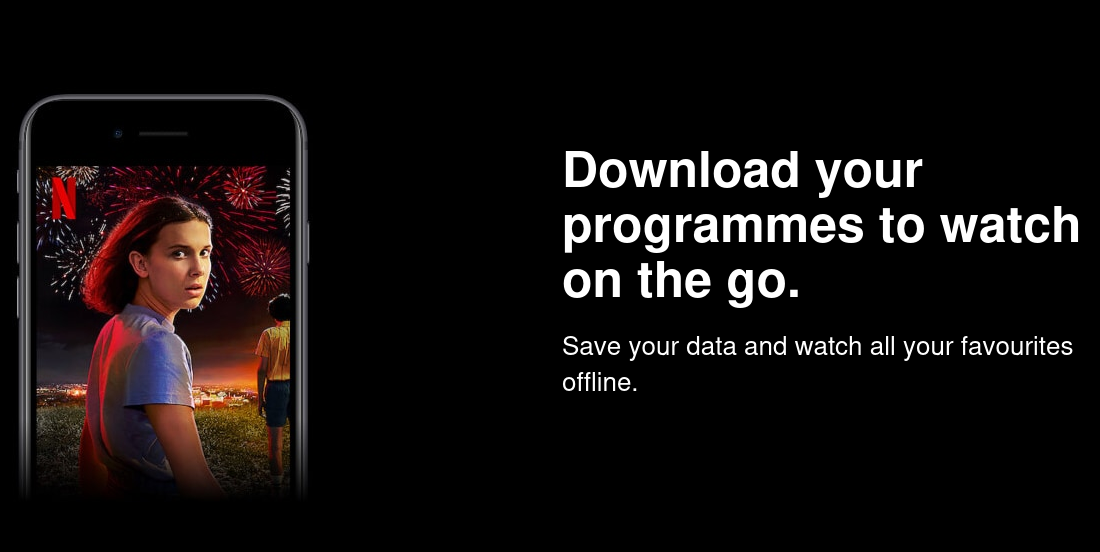 N
Download your
programmes to watch
on the go.
Save your data and watch all your favourites
offline.